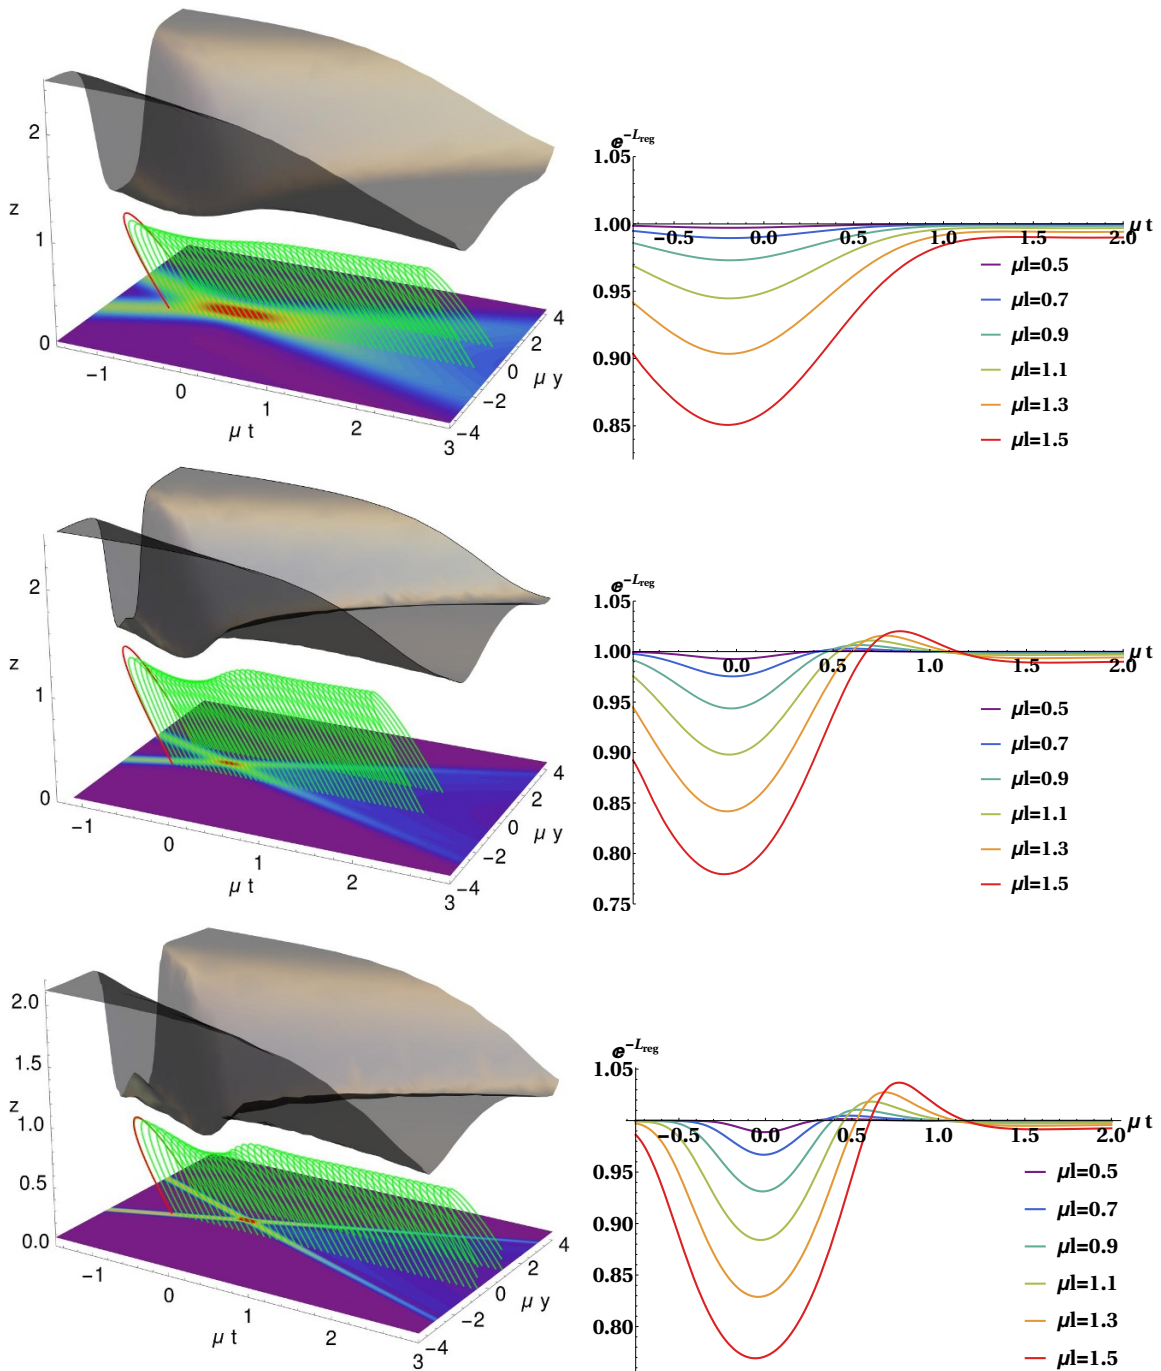 2
z
1
0
−1
0
1
2
3
µ t
−4
−2
0
2
4
µ y
e^{-L_reg}
1.05
1.00
0.95
0.90
0.85
−0.5
0.0
0.5
1.0
1.5
2.0
µ t
µl=0.5
µl=0.7
µl=0.9
µl=1.1
µl=1.3
µl=1.5
2
z
1
0
−1
0
1
2
3
µ t
−4
−2
0
2
4
µ y
e^{-L_reg}
1.05
1.00
0.95
0.90
0.85
0.80
0.75
0.0
0.5
1.0
1.5
2.0
µ t
µl=0.5
µl=0.7
µl=0.9
µl=1.1
µl=1.3
µl=1.5
2.0
1.5
z
1.0
0.5
0.0
−1
0
1
2
3
µ t
−4
−2
0
2
4
µ y
e^{-L_reg}
1.05
0.95
0.90
0.85
0.80
−0.5
0.0
0.5
1.0
1.5
2.0
µ t
µl=0.5
µl=0.7
µl=0.9
µl=1.1
µl=1.3
µl=1.5